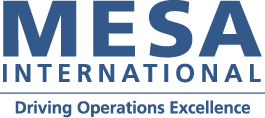 MESA
INTERNATIONAL
Driving Operations Excellence